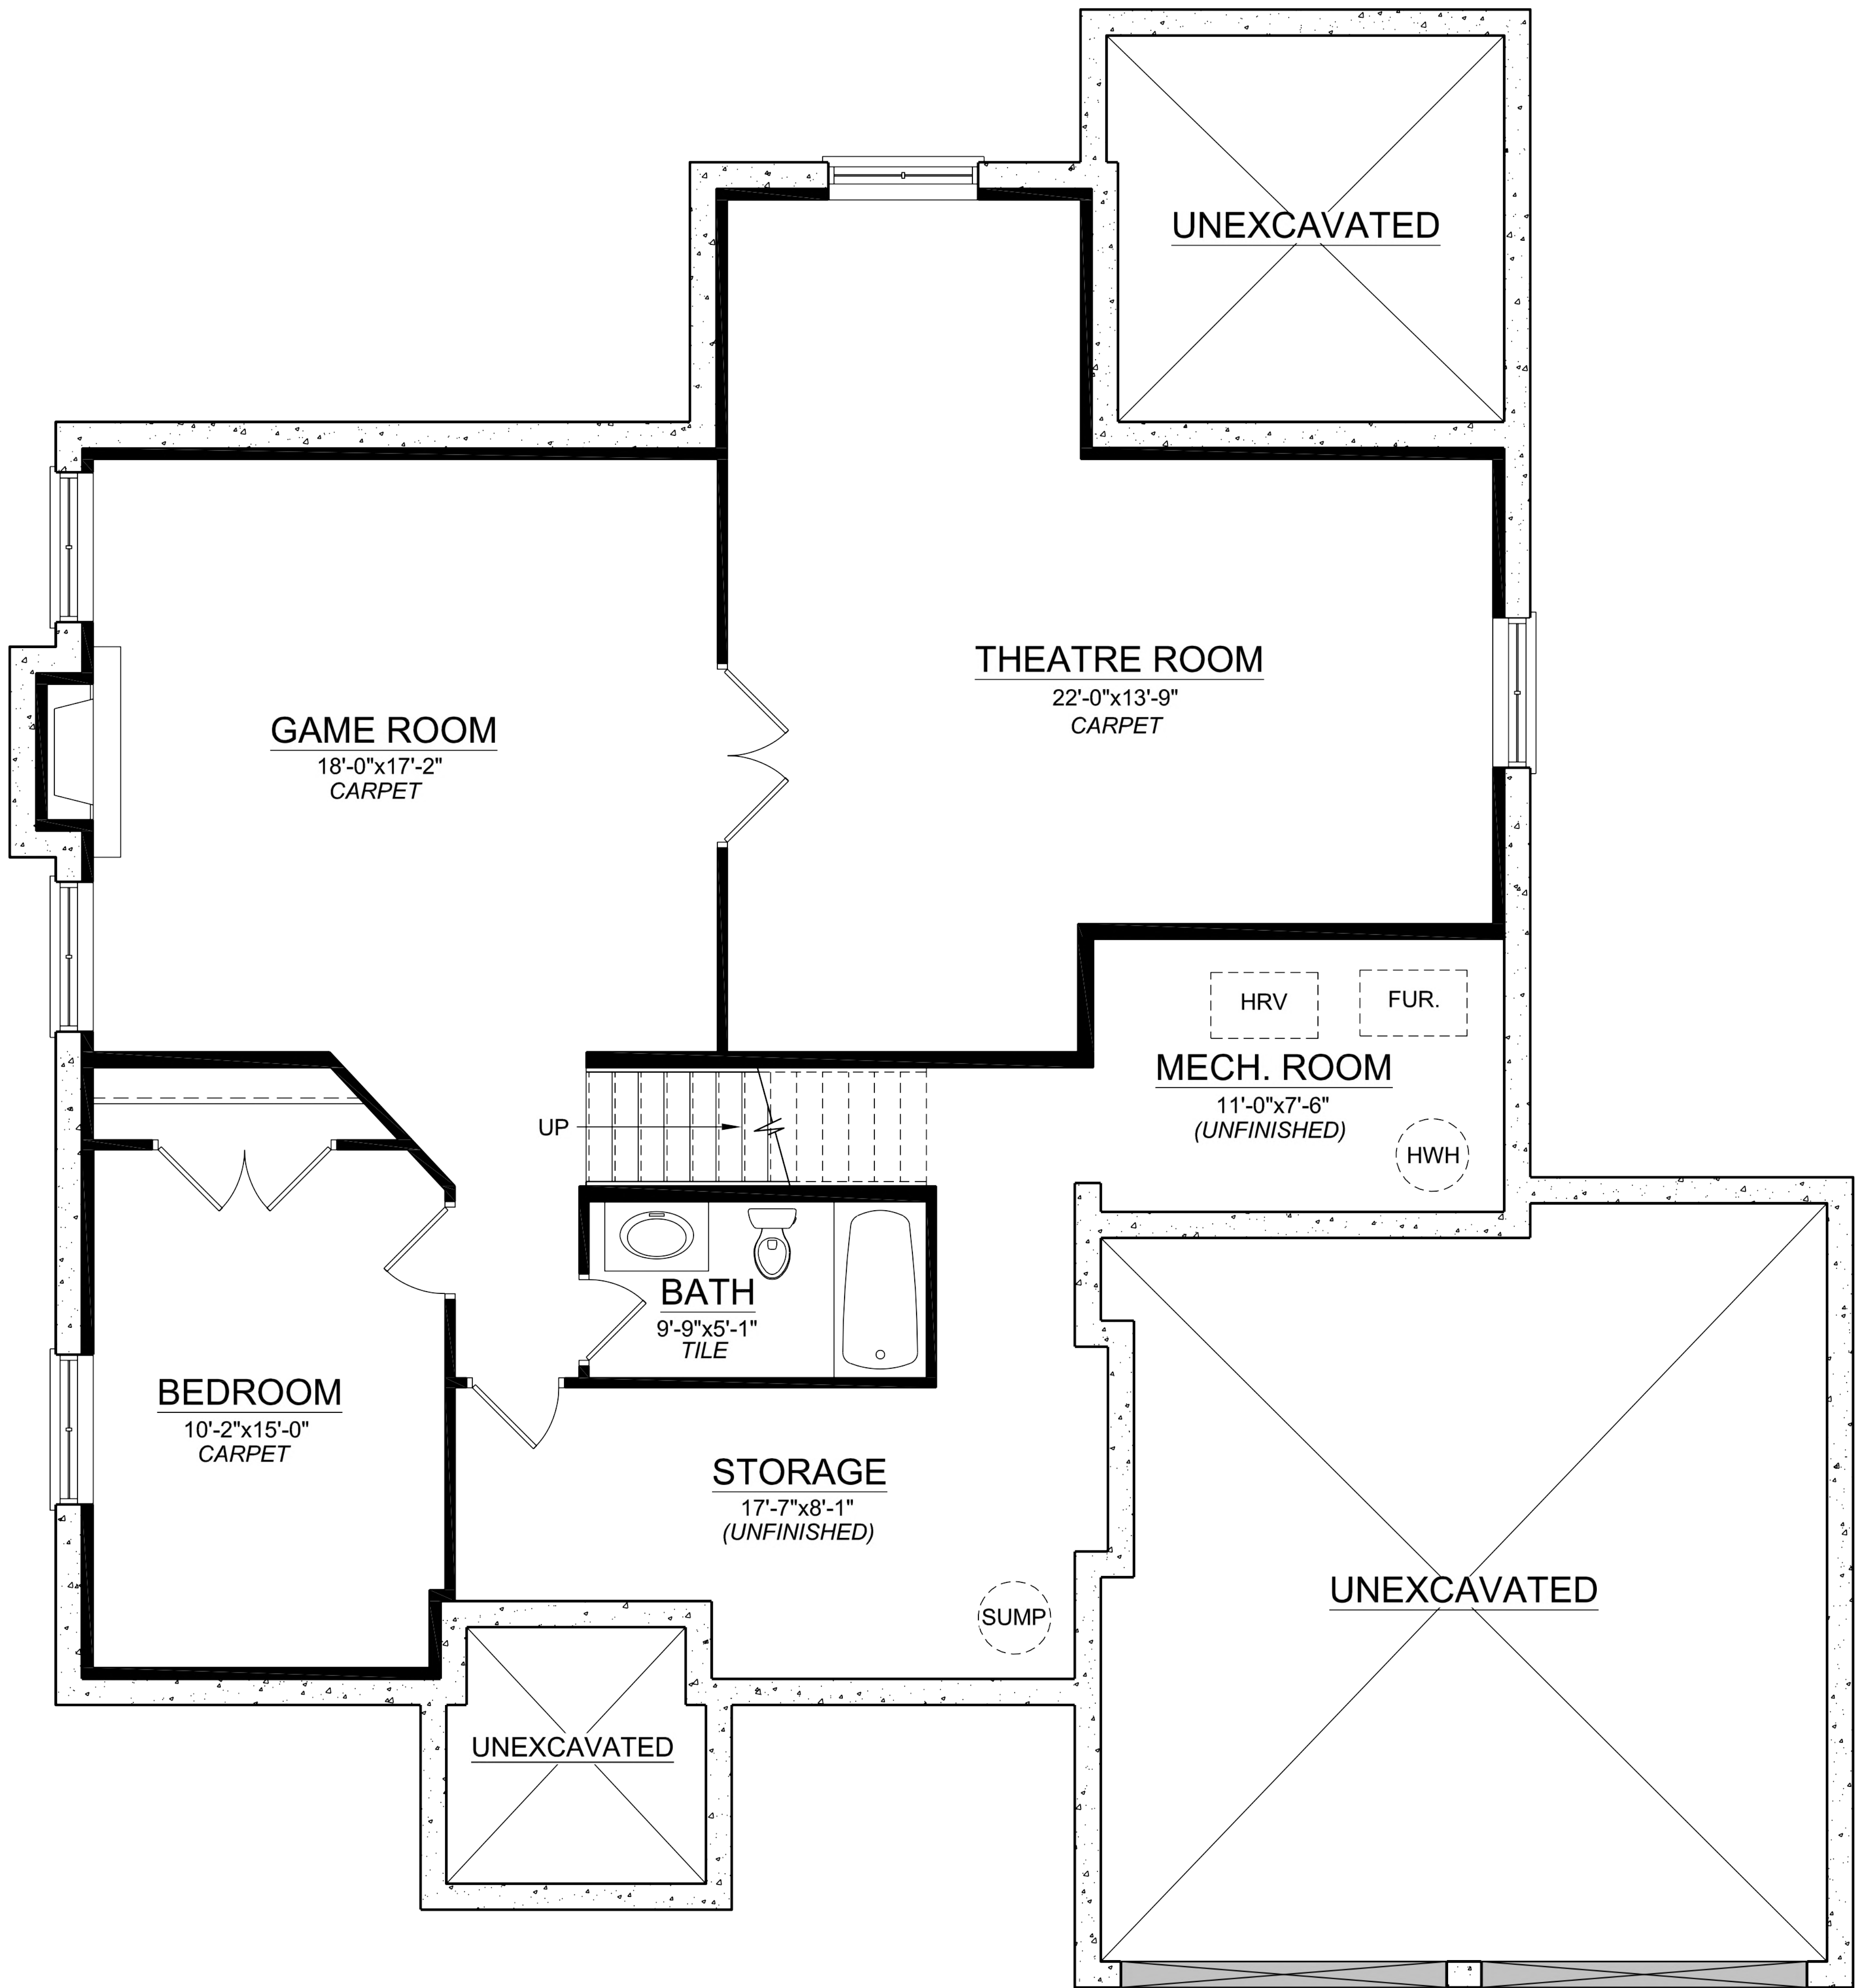 UNEXCAVATED
THEATRE ROOM
22'-0"x13'-9"
CARPET
GAME ROOM
18'-0"x17'-2"
CARPET
HRV
FUR.
MECH. ROOM
11'-0"x7'-6"
(UNFINISHED)
HWH
UP
BATH
9'-9"x5'-1"
TILE
BEDROOM
10'-2"x15'-0"
CARPET
STORAGE
17'-7"x8'-1"
(UNFINISHED)
SUMP
UNEXCAVATED
UNEXCAVATED